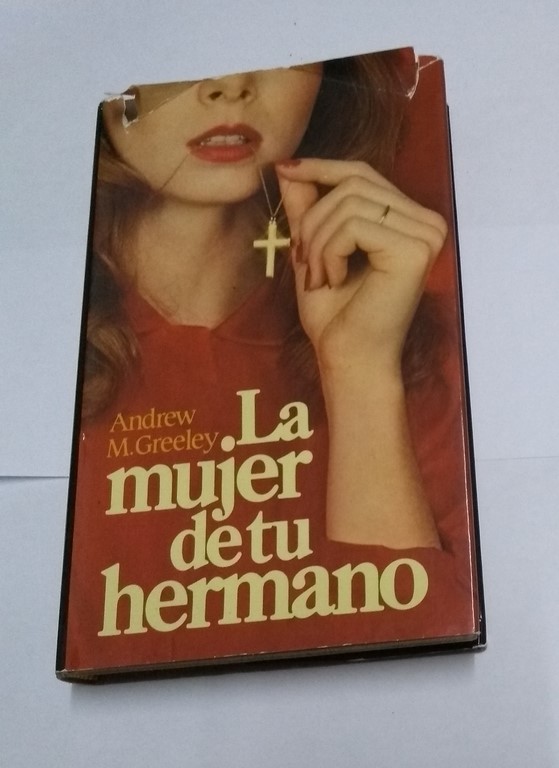 Andrew
M. Greeley
La
mujer
de tu
hermano